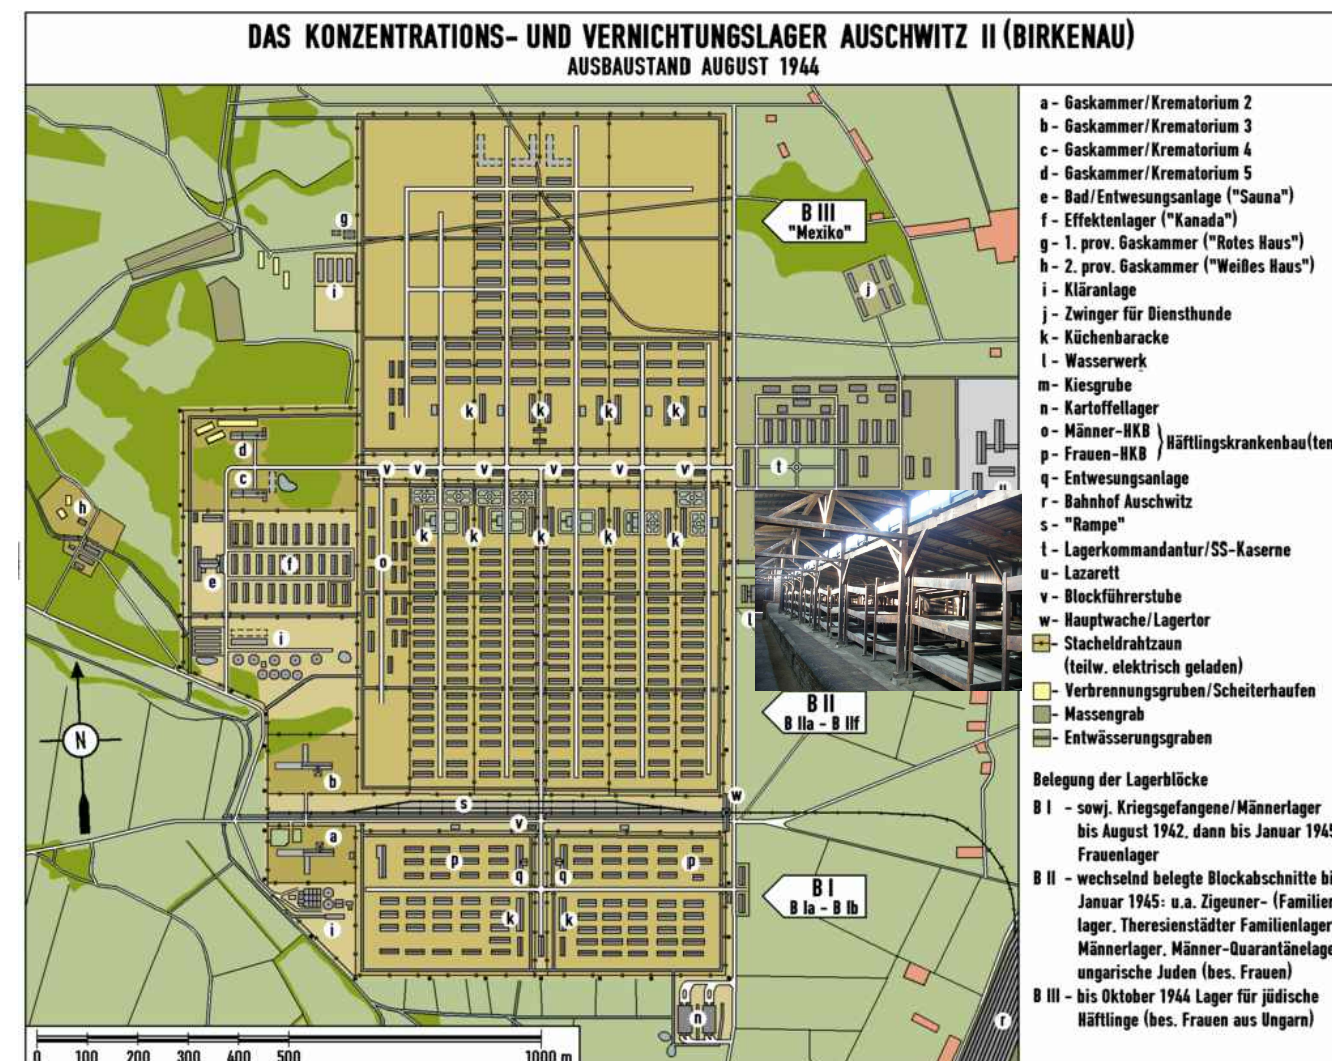 DAS KONZENTRATIONS- UND VERNICHTUNGSLAGER AUSCHWITZ II (BIRKENAU)
AUSBAUSTAND AUGUST 1944
a - Gaskammer/Krematorium 2
b - Gaskammer/Krematorium 3
c - Gaskammer/Krematorium 4
d - Gaskammer/Krematorium 5
e - Bad/Entwesungsanlage ("Sauna")
f - Effektenlager ("Kanada")
g - 1. prov. Gaskammer ("Rotes Haus")
h - 2. prov. Gaskammer ("Weißes Haus")
i - Kläranlage
j - Zwinger für Diensthunde
k - Küchenbaracke
l - Wasserwerk
m - Kiesgrube
n - Kartoffellager
o - Männer-HKB
p - Frauen-HKB
Häftlingskrankenbau(ten
q - Entwesungsanlage
r - Bahnhof Auschwitz
s - "Rampe"
t - Lagerkommandantur/SS-Kaserne
u - Lazarett
v - Blockführerstube
w - Hauptwache/Lagertor
- Stacheldrahtzaun
(teilw. elektrisch geladen)
- Verbrennungsgruben/Scheiterhaufen
- Massengrab
- Entwässerungsgraben
Belegung der Lagerblöcke
B I - sowj. Kriegsgefangene/Männerlager
bis August 1942, dann bis Januar 1945
Frauenlager
B II - wechselnd belegte Blockabschnitte bi
Januar 1945: u.a. Zigeuner- (Familien
lager, Theresienstädter Familienlager
Männerlager, Männer-Quarantänelage
ungarische Juden (bes. Frauen)
B III - bis Oktober 1944 Lager für jüdische
Häftlinge (bes. Frauen aus Ungarn)
B III
"Mexiko"
g
i
j
k k k k
d
v v v v v v
t
c
u
h
k k k k k
f
o
e
l
i
B II
B IIa - B IIf
N
b
s
w
v
a
p
p
q q
B I
B Ia - B Ib
k k
i
n
r
0 100 200 300 400 500 1000 m